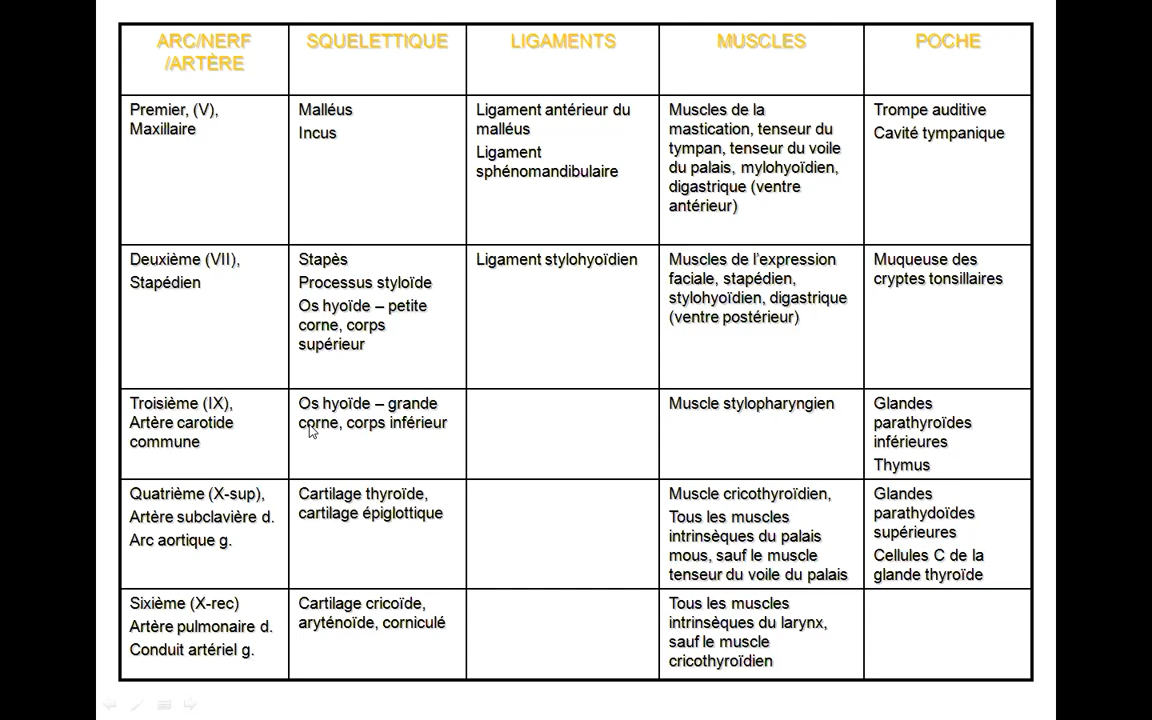 ARC/NERF
/ARTÈRE
SQUELETTIQUE
LIGAMENTS
MUSCLES
POCHE
Premier, (V),
Maxillaire
Malléus
Incus
Ligament antérieur du
malléus
Ligament
sphénomandibulaire
Muscles de la
mastication, tenseur du
tympan, tenseur du voile
du palais, mylohyoïdien,
digastrique (ventre
antérieur)
Trompe auditive
Cavité tympanique
Deuxième (VII),
Stapédien
Stapès
Processus styloïde
Os hyoïde – petite
corne, corps
supérieur
Ligament stylohyoïdien
Muscles de l’expression
faciale, stapédien,
stylohyoïdien, digastrique
(ventre postérieur)
Muqueuse des
cryptes tonsillaires
Troisième (IX),
Artère carotide
commune
Os hyoïde – grande
corne, corps inférieur
Muscle stylopharyngien
Glandes
parathyroïdes
inférieures
Thymus
Quatrième (X-sup),
Artère subclavière d.
Arc aortique g.
Cartilage thyroïde,
cartilage épiglottique
Muscle cricothyroïdien,
Tous les muscles
intrinsèques du palais
mous, sauf le muscle
tenseur du voile du palais
Glandes
parathydoïdes
supérieures
Cellules C de la
glande thyroïde
Sixième (X-rec)
Artère pulmonaire d.
Conduit artériel g.
Cartilage cricoïde,
aryténoïde, corniculé
Tous les muscles
intrinsèques du larynx,
sauf le muscle
cricothyroïdien